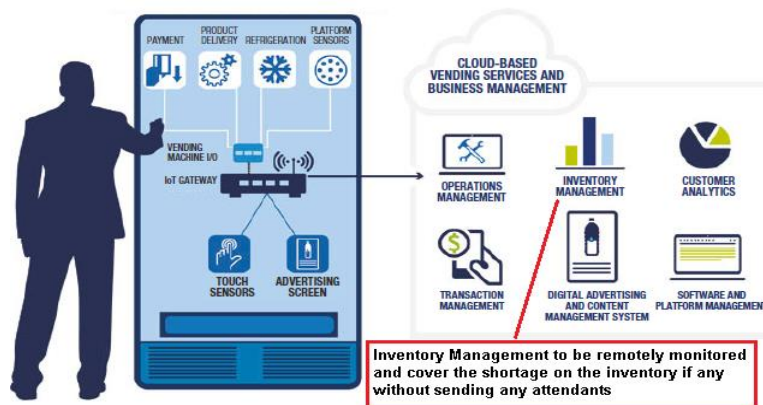 PAYMENT
PRODUCT
DELIVERY
REFRIGERATION
PLATFORM
SENSORS
VENDING
MACHINE I/O
IoT GATEWAY
TOUCH
SENSORS
ADVERTISING
SCREEN
CLOUD-BASED
VENDING SERVICES AND
BUSINESS MANAGEMENT
OPERATIONS
MANAGEMENT
INVENTORY
MANAGEMENT
CUSTOMER
ANALYTICS
$
TRANSACTION
MANAGEMENT
DIGITAL ADVERTISING
AND CONTENT
MANAGEMENT SYSTEM
SOFTWARE AND
PLATFORM MANAGEMENT
Inventory Management to be remotely monitored
and cover the shortage on the inventory if any
without sending any attendants